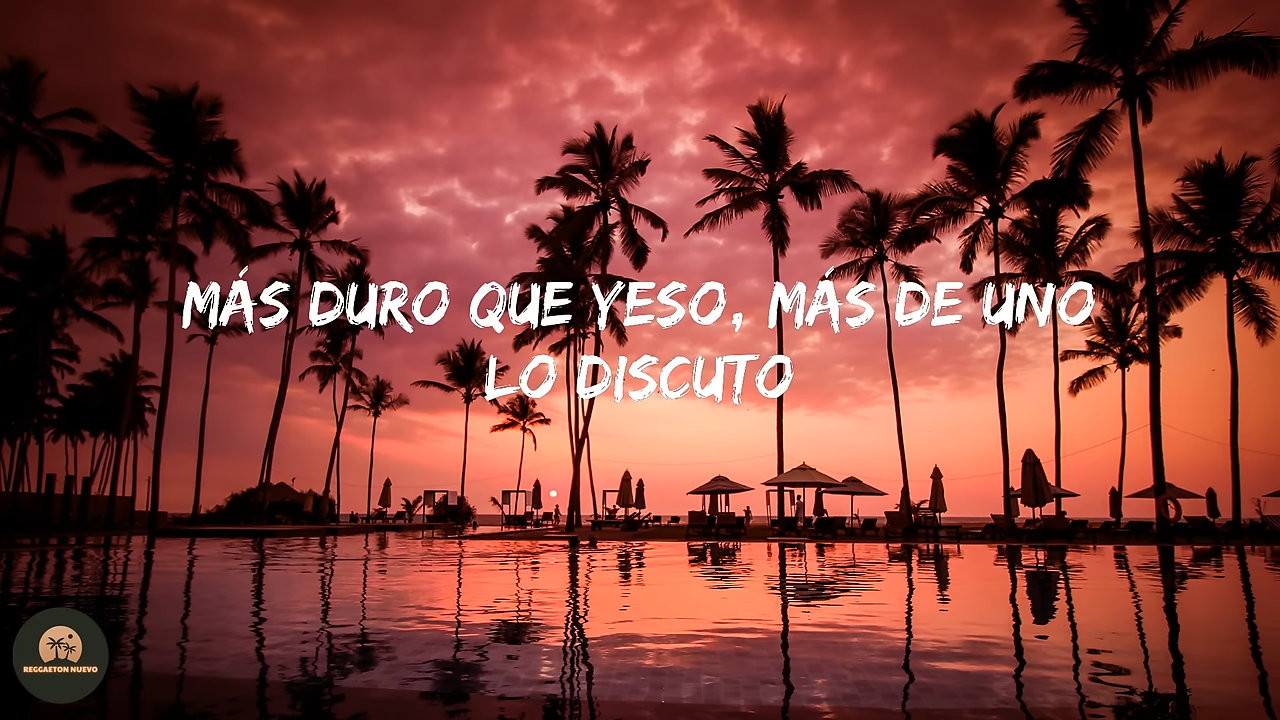 MÁS DURO QUE YESO, MÁS DE UNO
LO DISCUTO
REGGAETON NUEVO